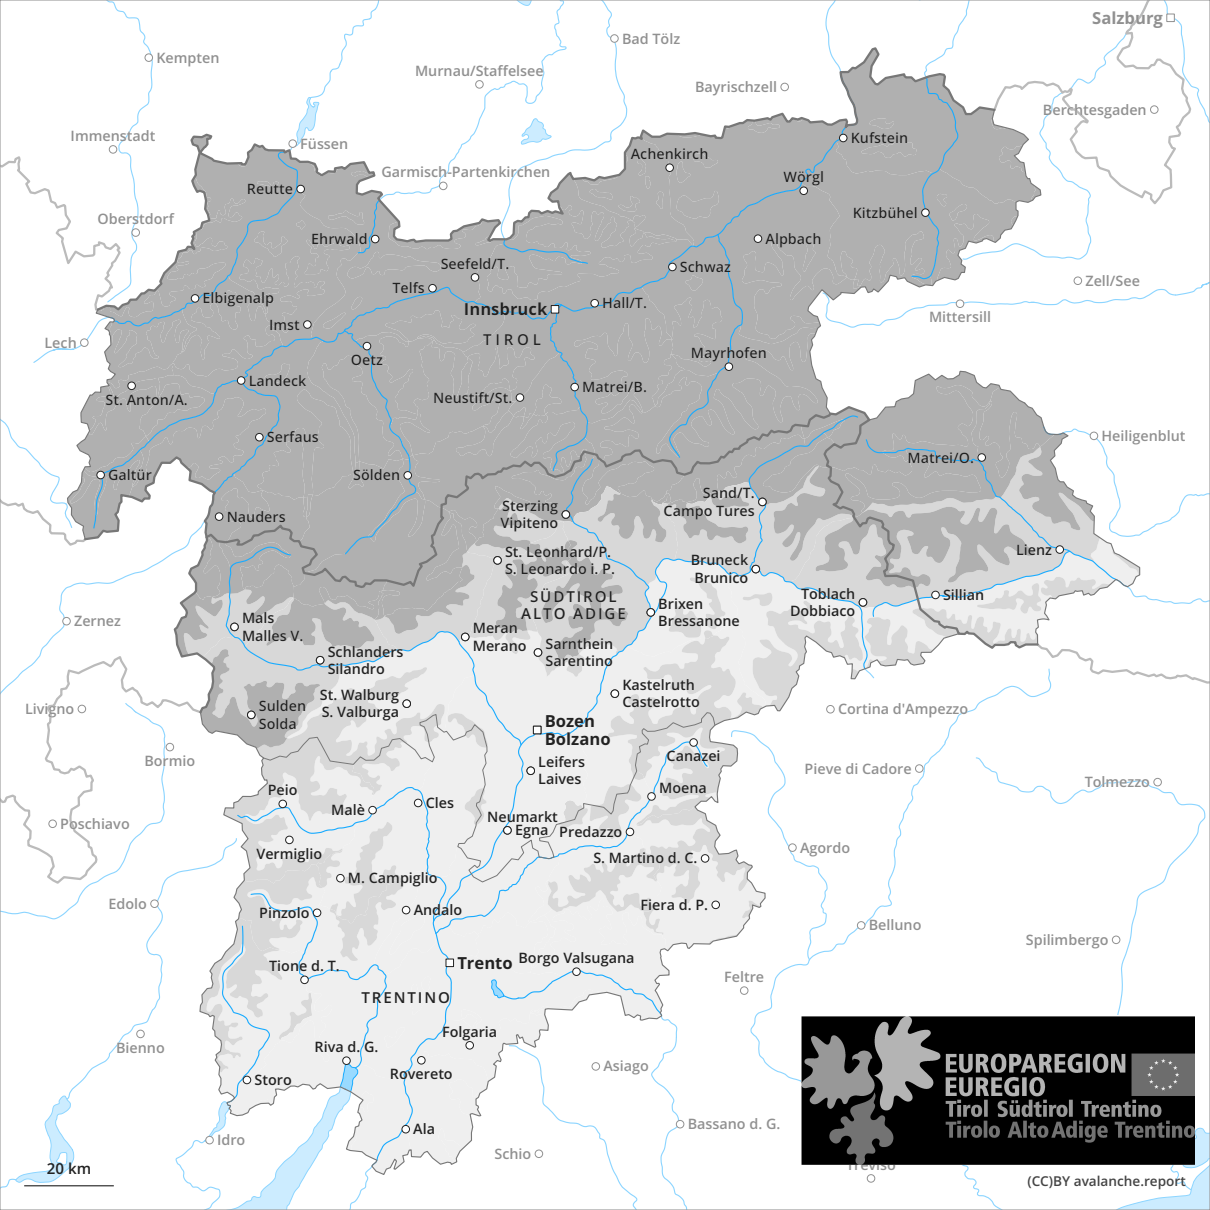 Salzburg
Bad Tölz
Kempten
Murnau/Staffelsee
Bayrischzell
Berchtesgaden
Immenstadt
Füssen
Kufstein
Achenkirch
Garmisch-Partenkirchen
Wörgl
Reutte
Oberstdorf
Kitzbühel
Ehrwald
Alpbach
Seefeld/T.
Schwaz
Zell/See
Telfs
Elbigenalp
Hall/T.
Innsbruck
Mittersill
Imst
TIROL
Lech
Oetz
Mayrhofen
Landeck
Matrei/B.
St. Anton/A.
Neustift/St.
Serfaus
Heiligenblut
Matrei/O.
Galtür
Sölden
Sand/T.
Campo Tures
Sterzing
Vipiteno
Nauders
St. Leonhard/P.
S. Leonardo i. P.
Lienz
Bruneck
Brunico
SÜDTIROL
ALTO ADIGE
Toblach
Dobbiaco
Sillian
Brixen
Bressanone
Zernez
Mals
Malles V.
Meran
Merano
Sarnthein
Sarentino
Schlanders
Silandro
Kastelruth
Castelrotto
St. Walburg
S. Valburga
Livigno
Sulden
Solda
Cortina d'Ampezzo
Bozen
Bolzano
Bormio
Canazei
Leifers
Laives
Pieve di Cadore
Tolmezzo
Peio
Moena
Malè
Cles
Neumarkt
Egna
Predazzo
Poschiavo
Vermiglio
Agordo
S. Martino d. C.
M. Campiglio
Edolo
Pinzolo
Andalo
Fiera d. P.
Belluno
Spilimbergo
Tione d. T.
Trento
Borgo Valsugana
Feltre
TRENTINO
Folgaria
Bienno
Riva d. G.
Asiago
Storo
Rovereto
EUROPAREGION
EUREGIO
Tirol Südtirol Trentino
Tirolo Alto Adige Trentino
Ala
Bassano d. G.
Idro
Schio
Treviso
20 km
(CC)BY avalanche.report